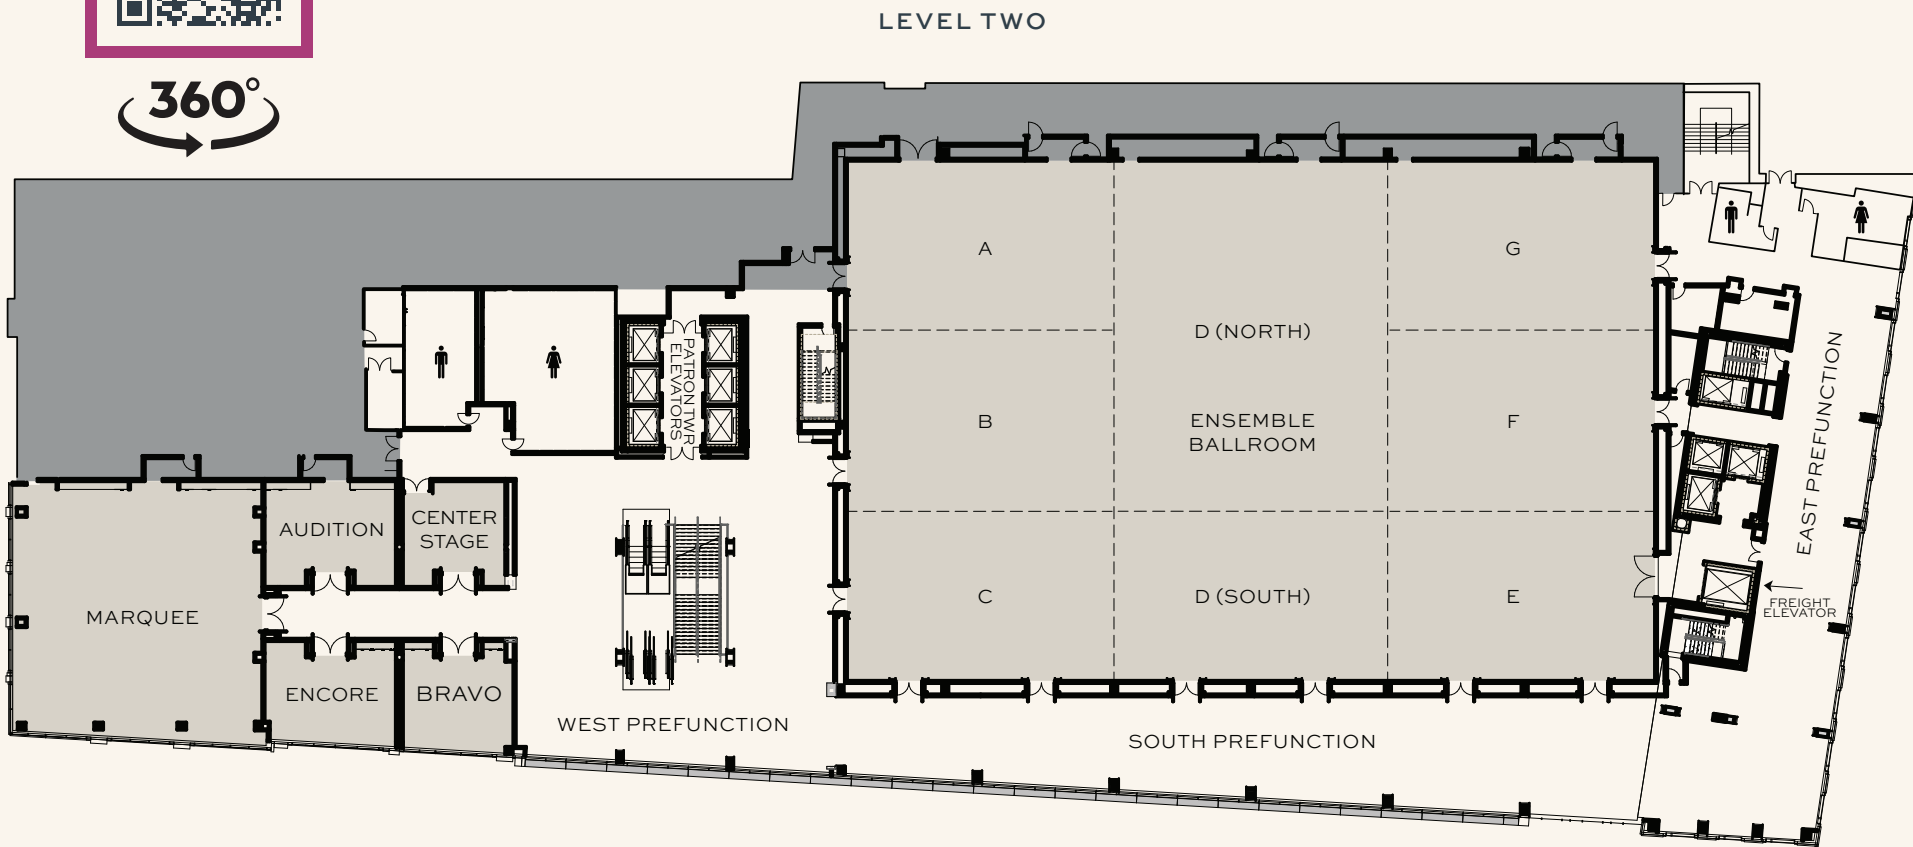 LEVEL TWO
360°
A
G
D (NORTH)
PATRON TWR
ELEVATORS
B
ENSEMBLE
BALLROOM
F
EAST PREFUNCTION
AUDITION
CENTER
STAGE
MARQUEE
C
D (SOUTH)
E
FREIGHT
ELEVATOR
ENCORE
BRAVO
WEST PREFUNCTION
SOUTH PREFUNCTION